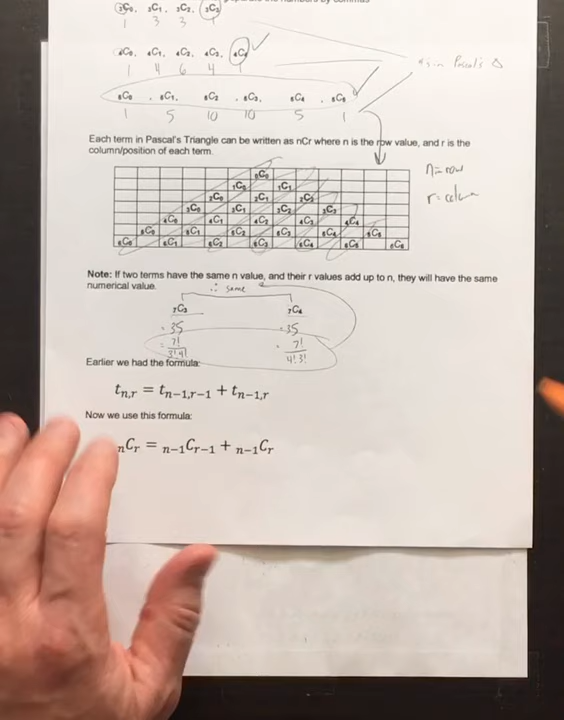 ₃C₀, ₃C₁, ₃C₂, ₃C₃
1 3 3 1
₄C₀, ₄C₁, ₄C₂, ₄C₃, ₄C₄
1 4 6 4 1
#'s in Pascal's Δ
₅C₀ , ₅C₁, ₅C₂ , ₅C₃, ₅C₄ , ₅C₅
1 5 10 10 5 1
Each term in Pascal's Triangle can be written as nCr where n is the row value, and r is the
column/position of each term.
n = row
r = column
₀C₀
₁C₀ ₁C₁
₂C₀ ₂C₁ ₂C₂
₃C₀ ₃C₁ ₃C₂ ₃C₃
₄C₀ ₄C₁ ₄C₂ ₄C₃ ₄C₄
₅C₀ ₅C₁ ₅C₂ ₅C₃ ₅C₄ ₅C₅
₆C₀ ₆C₁ ₆C₂ ₆C₃ ₆C₄ ₆C₅ ₆C₆
Note: If two terms have the same n value, and their r values add up to n, they will have the same
numerical value.
∴ same
₇C₃ ₇C₄
= 35 = 35
= 7!/3!4! = 7!/4!3!
Earlier we had the formula:
tₙ,ᵣ = tₙ₋₁,ᵣ₋₁ + tₙ₋₁,ᵣ
Now we use this formula:
ₙCᵣ = ₙ₋₁Cᵣ₋₁ + ₙ₋₁Cᵣ